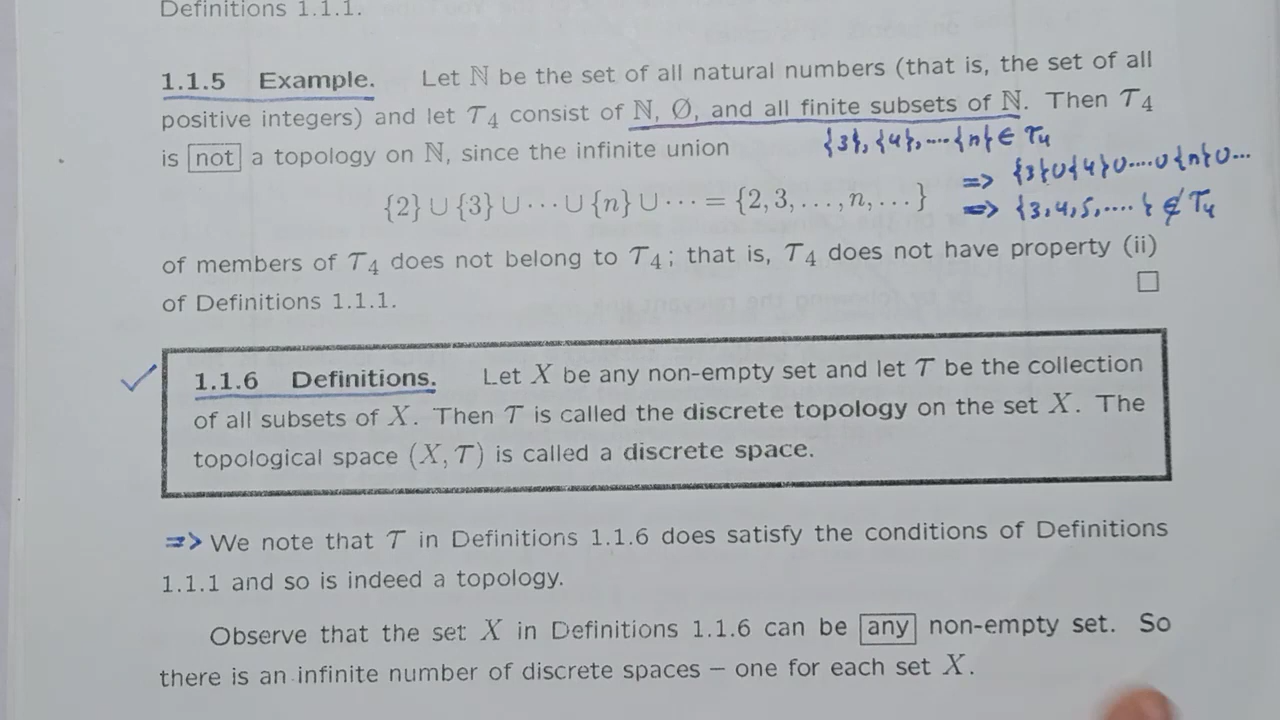 Definitions 1.1.1.
1.1.5 Example. Let ℕ be the set of all natural numbers (that is, the set of all
positive integers) and let 𝒯₄ consist of ℕ, Ø, and all finite subsets of ℕ. Then 𝒯₄
is not a topology on ℕ, since the infinite union
{3}, {4}, .... {n} ∈ 𝒯₄
=> {3}∪{4}∪....∪{n}∪...
{2} ∪ {3} ∪ ··· ∪ {n} ∪ ··· = {2, 3, . . . , n, . . . }
=> {3,4,5,.... } ∉ 𝒯₄
of members of 𝒯₄ does not belong to 𝒯₄; that is, 𝒯₄ does not have property (ii)
of Definitions 1.1.1. □
✓ 1.1.6 Definitions. Let X be any non-empty set and let 𝒯 be the collection
of all subsets of X. Then 𝒯 is called the discrete topology on the set X. The
topological space (X, 𝒯) is called a discrete space.
=> We note that 𝒯 in Definitions 1.1.6 does satisfy the conditions of Definitions
1.1.1 and so is indeed a topology.
Observe that the set X in Definitions 1.1.6 can be any non-empty set. So
there is an infinite number of discrete spaces – one for each set X.